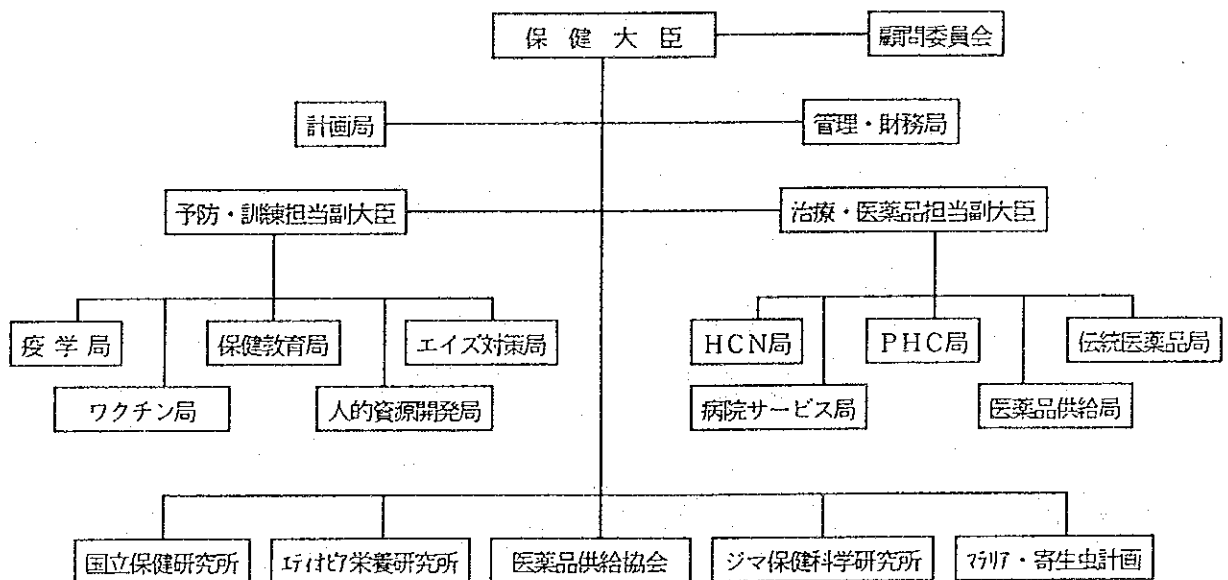 保健大臣
顧問委員会
計画局
管理・財務局
予防・訓練担当副大臣
治療・医薬品担当副大臣
疫学局
保健教育局
エイズ対策局
HCN局
PHC局
伝統医薬品局
ワクチン局
人的資源開発局
病院サービス局
医薬品供給局
国立保健研究所
エティオピア栄養研究所
医薬品供給協会
ジマ保健科学研究所
マラリア・寄生虫計画